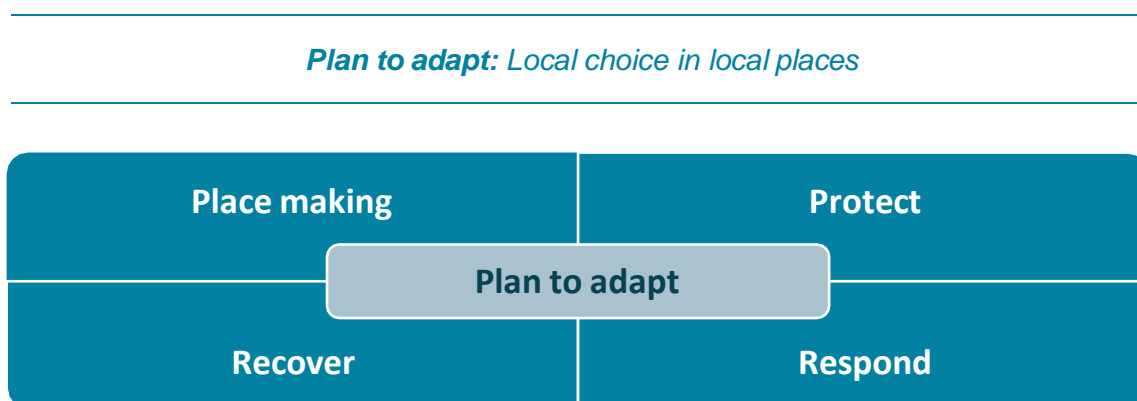 Plan to adapt: Local choice in local places
Place making
Protect
Plan to adapt
Recover
Respond